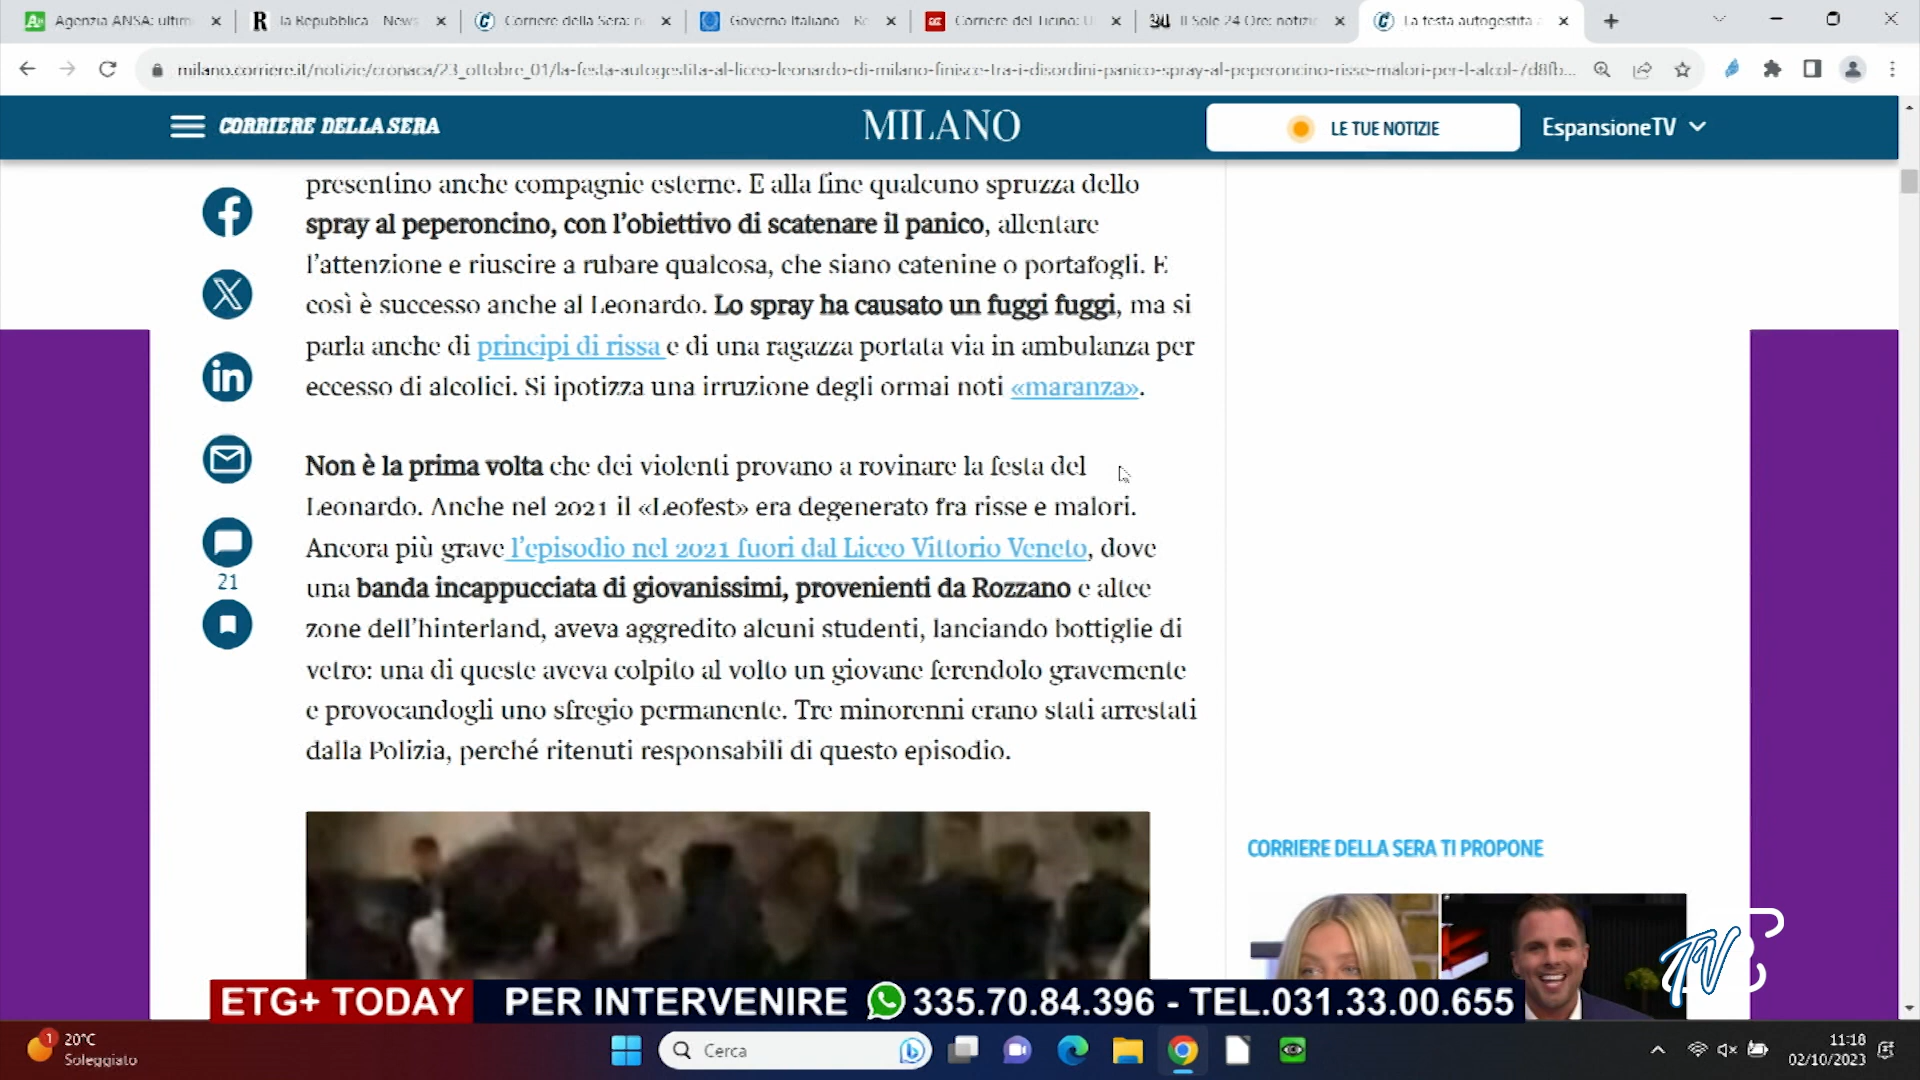 Agenzia ANSA: ultim
la Repubblica - News
Corriere della Sera: n
Governo Italiano - Re
Corriere del Ticino: U
Il Sole 24 Ore: notizi
La festa autogestita a
milano.corriere.it/notizie/cronaca/23_ottobre_01/la-festa-autogestita-al-liceo-leonardo-di-milano-finisce-tra-i-disordini-panico-spray-al-peperoncino-risse-malori-per-l-alcol-7d8fb...
CORRIERE DELLA SERA
MILANO
LE TUE NOTIZIE
EspansioneTV
presentino anche compagnie esterne. E alla fine qualcuno spruzza dello
spray al peperoncino, con l'obiettivo di scatenare il panico, allentare
l'attenzione e riuscire a rubare qualcosa, che siano catenine o portafogli. E
così è successo anche al Leonardo. Lo spray ha causato un fuggi fuggi, ma si
parla anche di principi di rissa e di una ragazza portata via in ambulanza per
eccesso di alcolici. Si ipotizza una irruzione degli ormai noti «maranza».
Non è la prima volta che dei violenti provano a rovinare la festa del
Leonardo. Anche nel 2021 il «Leofest» era degenerato fra risse e malori.
Ancora più grave l'episodio nel 2021 fuori dal Liceo Vittorio Veneto, dove
una banda incappucciata di giovanissimi, provenienti da Rozzano e altee
zone dell'hinterland, aveva aggredito alcuni studenti, lanciando bottiglie di
vetro: una di queste aveva colpito al volto un giovane ferendolo gravemente
e provocandogli uno sfregio permanente. Tre minorenni erano stati arrestati
dalla Polizia, perché ritenuti responsabili di questo episodio.
21
CORRIERE DELLA SERA TI PROPONE
TV
ETG+ TODAY PER INTERVENIRE 335.70.84.396 - TEL.031.33.00.655
1
20°C
Soleggiato
Cerca
11:18
02/10/2023